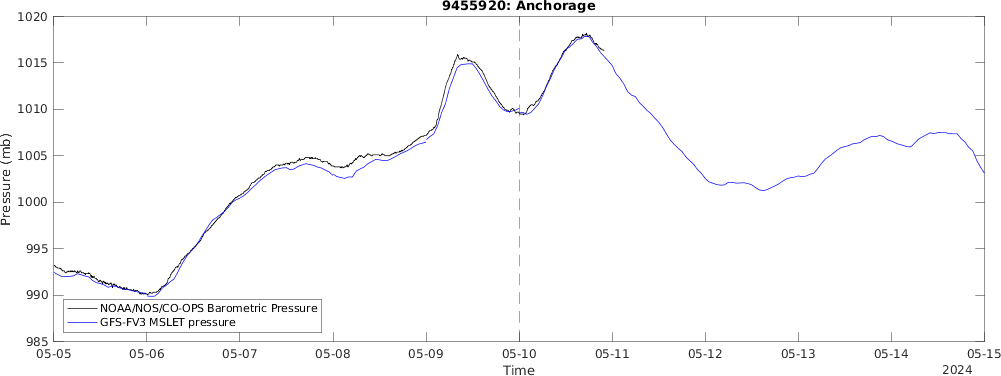 9455920: Anchorage
1020
1015
1010
1005
1000
995
990
985
Pressure (mb)
NOAA/NOS/CO-OPS Barometric Pressure
GFS-FV3 MSLET pressure
05-05 05-06 05-07 05-08 05-09 05-10 05-11 05-12 05-13 05-14 05-15
Time
2024